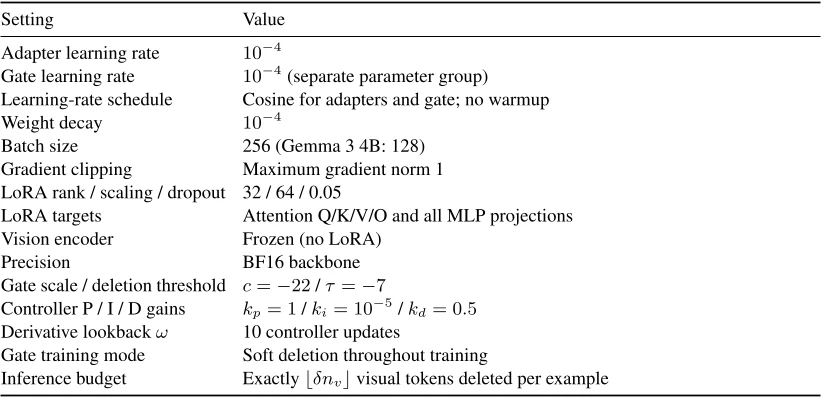 Setting Value
Adapter learning rate 10⁻⁴
Gate learning rate 10⁻⁴ (separate parameter group)
Learning-rate schedule Cosine for adapters and gate; no warmup
Weight decay 10⁻⁴
Batch size 256 (Gemma 3 4B: 128)
Gradient clipping Maximum gradient norm 1
LoRA rank / scaling / dropout 32 / 64 / 0.05
LoRA targets Attention Q/K/V/O and all MLP projections
Vision encoder Frozen (no LoRA)
Precision BF16 backbone
Gate scale / deletion threshold c = −22 / τ = −7
Controller P / I / D gains kₚ = 1 / kᵢ = 10⁻⁵ / k_d = 0.5
Derivative lookback ω 10 controller updates
Gate training mode Soft deletion throughout training
Inference budget Exactly ⌊δnᵥ⌋ visual tokens deleted per example